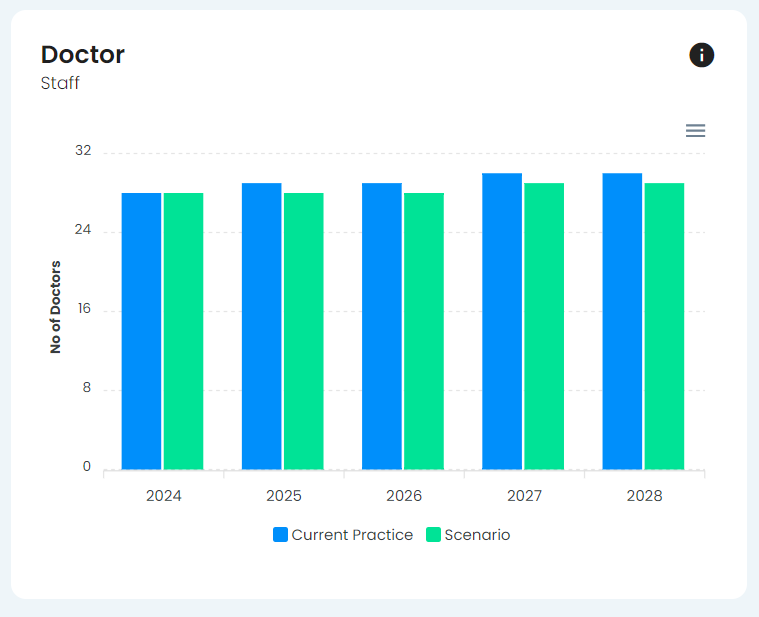 Doctor
Staff
32
24
16
8
0
No of Doctors
2024 2025 2026 2027 2028
Current Practice Scenario